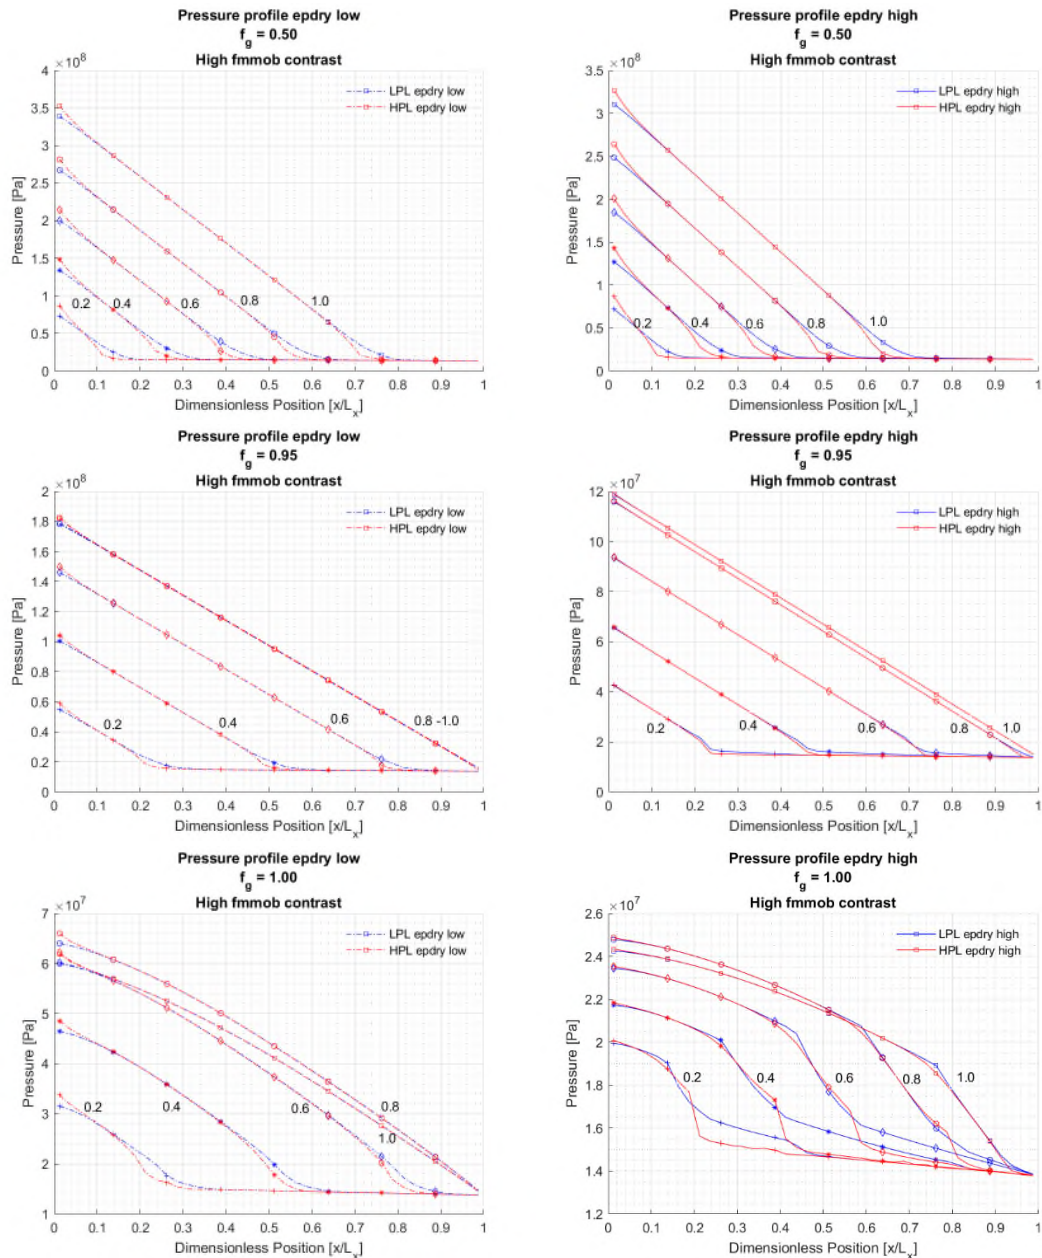 Pressure profile epdry low
f_g = 0.50
High fmmob contrast
×10^8
4
3.5
3
2.5
2
1.5
1
0.5
0
Pressure [Pa]
LPL epdry low
HPL epdry low
0.2 0.4 0.6 0.8 1.0
0 0.1 0.2 0.3 0.4 0.5 0.6 0.7 0.8 0.9 1
Dimensionless Position [x/L_x]
Pressure profile epdry high
f_g = 0.50
High fmmob contrast
×10^8
3.5
3
2.5
2
1.5
1
0.5
0
Pressure [Pa]
LPL epdry high
HPL epdry high
0.2 0.4 0.6 0.8 1.0
0 0.1 0.2 0.3 0.4 0.5 0.6 0.7 0.8 0.9 1
Dimensionless Position [x/L_x]
Pressure profile epdry low
f_g = 0.95
High fmmob contrast
×10^8
2
1.8
1.6
1.4
1.2
1
0.8
0.6
0.4
0.2
0
Pressure [Pa]
LPL epdry low
HPL epdry low
0.2 0.4 0.6 0.8 -1.0
0 0.1 0.2 0.3 0.4 0.5 0.6 0.7 0.8 0.9 1
Dimensionless Position [x/L_x]
Pressure profile epdry high
f_g = 0.95
High fmmob contrast
×10^7
12
10
8
6
4
2
0
Pressure [Pa]
LPL epdry high
HPL epdry high
0.2 0.4 0.6 0.8 1.0
0 0.1 0.2 0.3 0.4 0.5 0.6 0.7 0.8 0.9 1
Dimensionless Position [x/L_x]
Pressure profile epdry low
f_g = 1.00
High fmmob contrast
×10^7
7
6
5
4
3
2
1
Pressure [Pa]
LPL epdry low
HPL epdry low
0.2 0.4 0.6 0.8
1.0
0 0.1 0.2 0.3 0.4 0.5 0.6 0.7 0.8 0.9 1
Dimensionless Position [x/L_x]
Pressure profile epdry high
f_g = 1.00
High fmmob contrast
×10^7
2.6
2.4
2.2
2
1.8
1.6
1.4
1.2
Pressure [Pa]
LPL epdry high
HPL epdry high
0.2 0.4 0.6 0.8 1.0
0 0.1 0.2 0.3 0.4 0.5 0.6 0.7 0.8 0.9 1
Dimensionless Position [x/L_x]